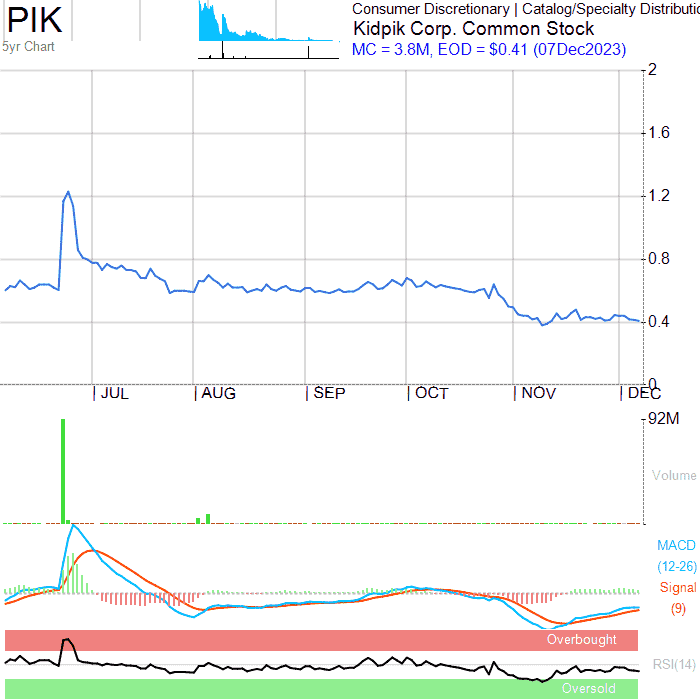 PIK
5yr Chart
Consumer Discretionary | Catalog/Specialty Distributio
Kidpik Corp. Common Stock
MC = 3.8M, EOD = $0.41 (07Dec2023)
2
1.6
1.2
0.8
0.4
0
JUL AUG SEP OCT NOV DEC
92M
Volume
MACD
(12-26)
Signal
(9)
Overbought
RSI(14)
Oversold